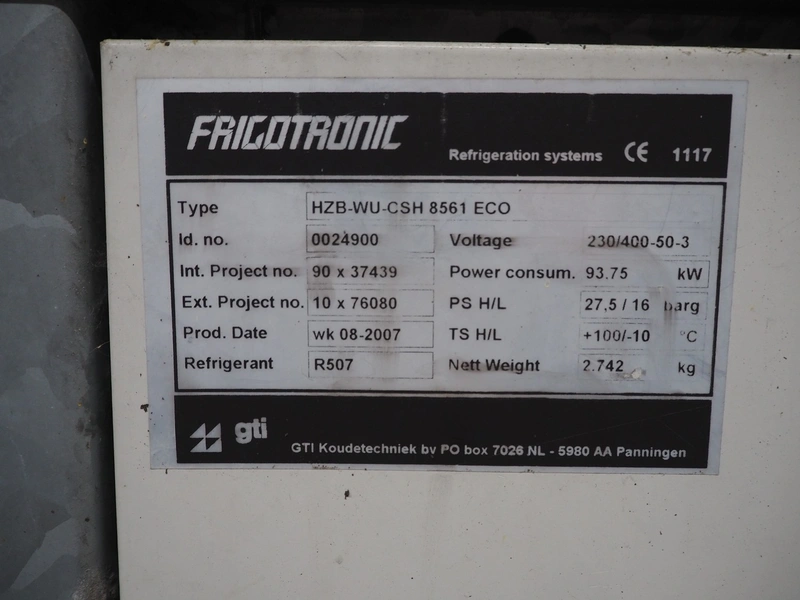 FRIGOTRONIC
Refrigeration systems CE 1117
Type HZB-WU-CSH 8561 ECO
Id. no. 0024900 Voltage 230/400-50-3
Int. Project no. 90 x 37439 Power consum. 93.75 kW
Ext. Project no. 10 x 76080 PS H/L 27,5 / 16 barg
Prod. Date wk 08-2007 TS H/L +100/-10 °C
Refrigerant R507 Nett Weight 2.742 kg
gti
GTI Koudetechniek bv PO box 7026 NL - 5980 AA Panningen